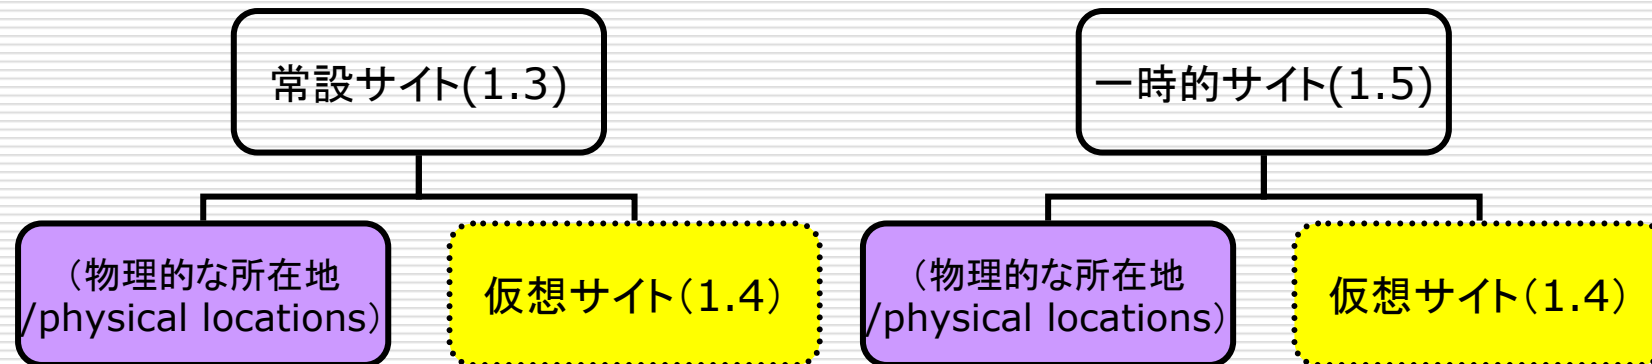 常設サイト(1.3)
一時的サイト(1.5)
（物理的な所在地
/physical locations）
仮想サイト（1.4）
（物理的な所在地
/physical locations）
仮想サイト（1.4）